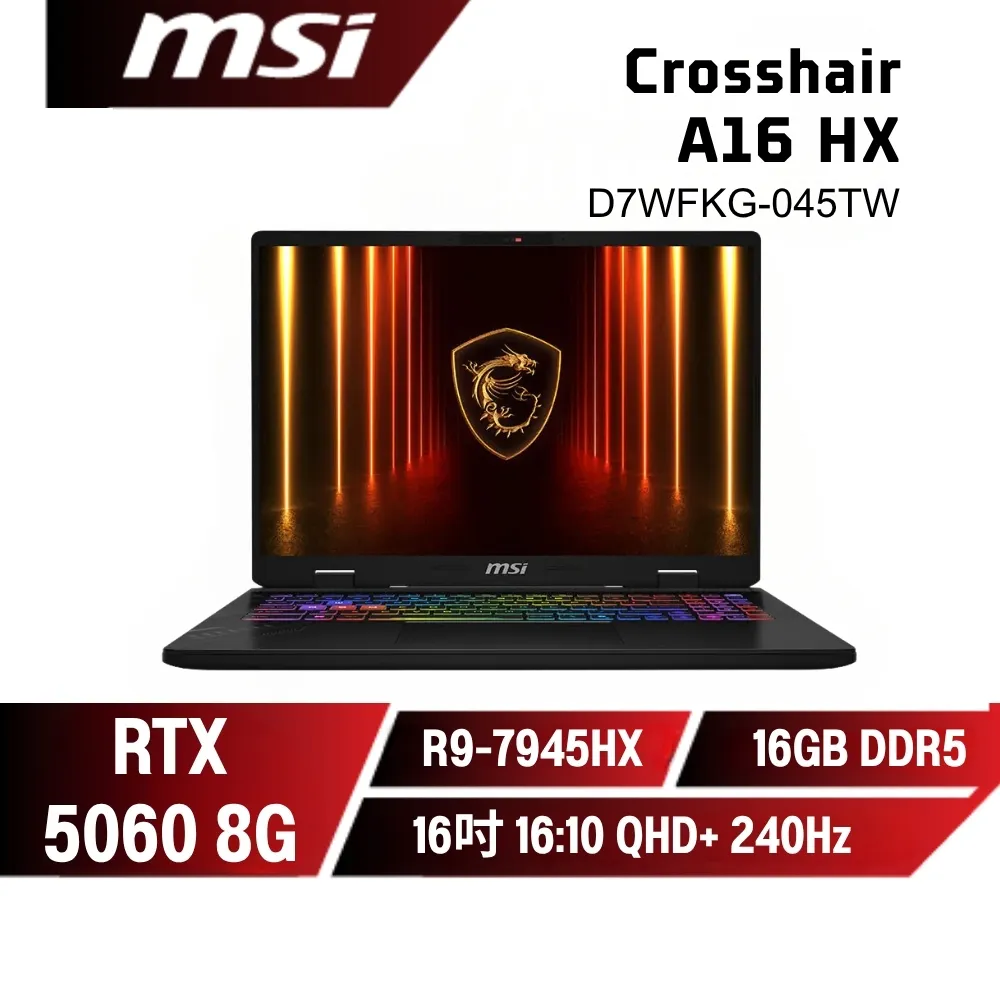 msi
Crosshair
A16 HX
D7WFKG-045TW
msi
RTX
5060 8G
R9-7945HX
16GB DDR5
16吋 16:10 QHD+ 240Hz